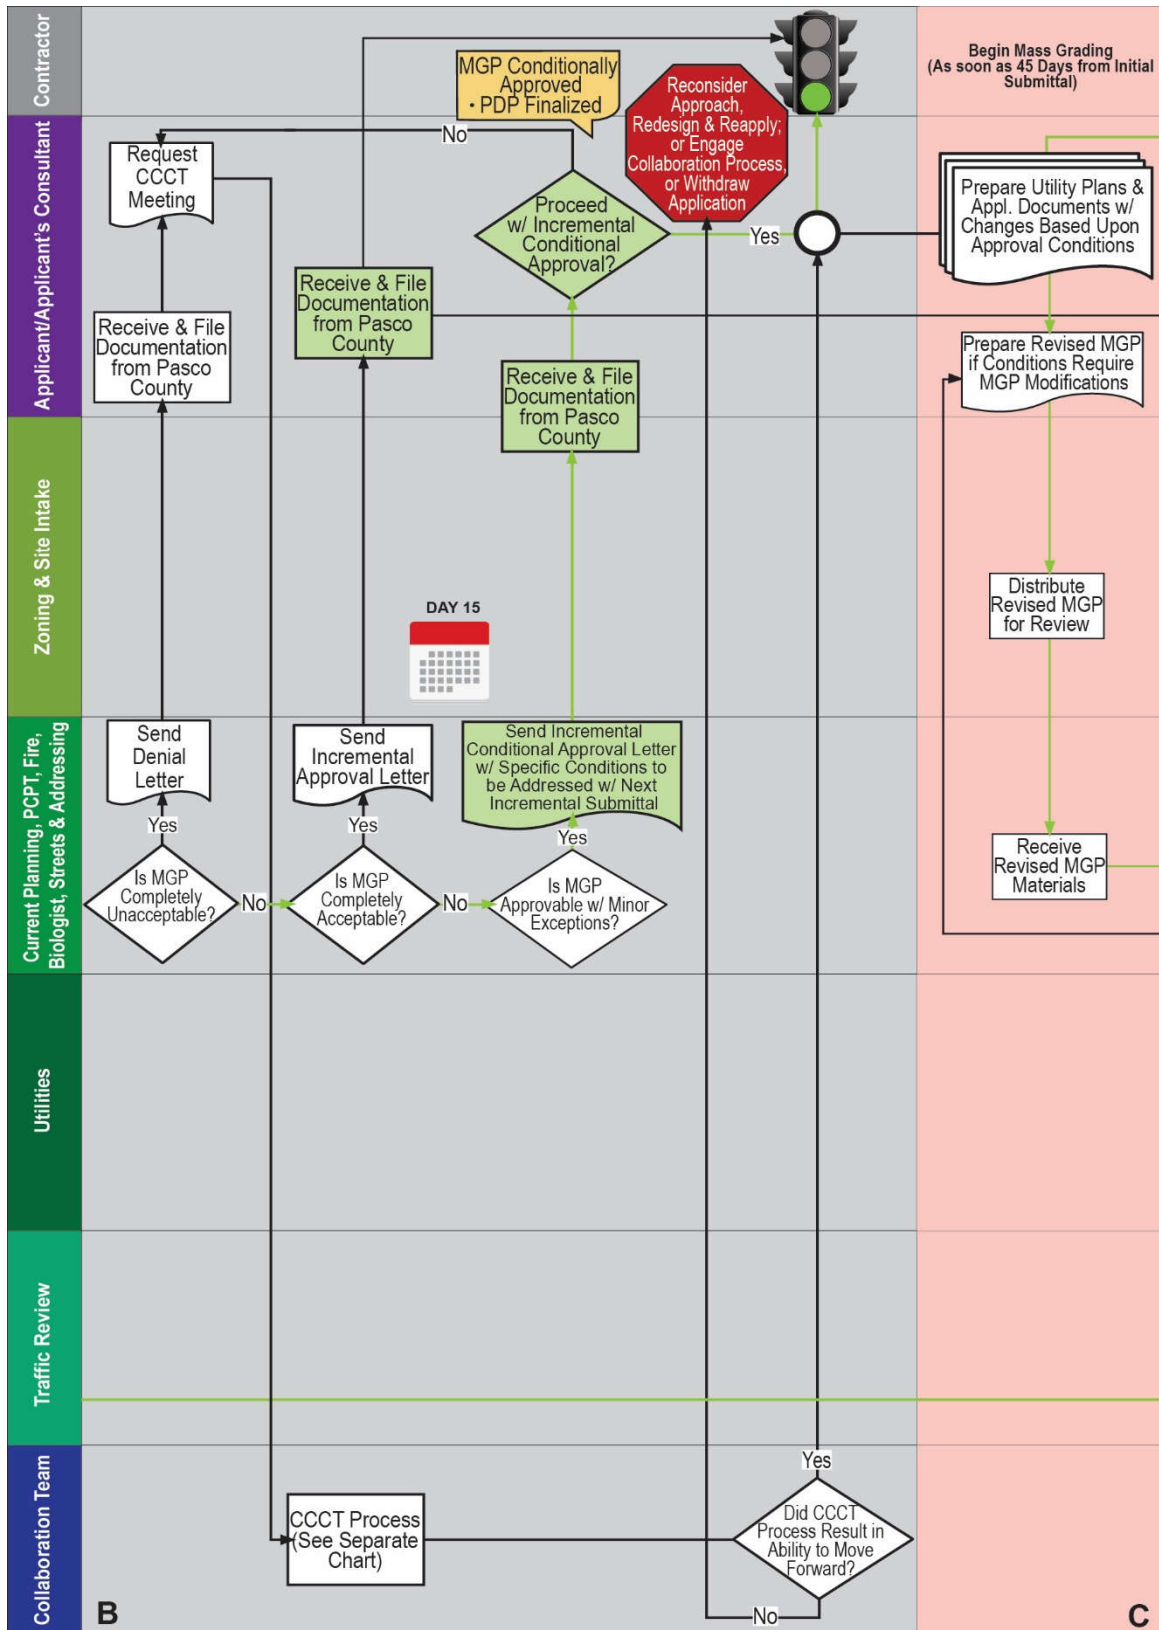 Contractor
Applicant/Applicant's Consultant
Zoning & Site Intake
Current Planning, PCPT, Fire,
Biologist, Streets & Addressing
Utilities
Traffic Review
Collaboration Team
MGP Conditionally
Approved
• PDP Finalized
Reconsider
Approach,
Redesign & Reapply;
or Engage
Collaboration Process,
or Withdraw
Application
Begin Mass Grading
(As soon as 45 Days from Initial
Submittal)
No
Request
CCCT
Meeting
Proceed
w/ Incremental
Conditional
Approval?
Yes
Prepare Utility Plans &
Appl. Documents w/
Changes Based Upon
Approval Conditions
Receive & File
Documentation
from Pasco
County
Receive & File
Documentation
from Pasco
County
Receive & File
Documentation
from Pasco
County
Prepare Revised MGP
if Conditions Require
MGP Modifications
DAY 15
Distribute
Revised MGP
for Review
Send
Denial
Letter
Send
Incremental
Approval Letter
Send Incremental
Conditional Approval Letter
w/ Specific Conditions to
be Addressed w/ Next
Incremental Submittal
Yes
Yes
Yes
Receive
Revised MGP
Materials
Is MGP
Completely
Unacceptable?
No
Is MGP
Completely
Acceptable?
No
Is MGP
Approvable w/ Minor
Exceptions?
Yes
CCCT Process
(See Separate
Chart)
Did CCCT
Process Result in
Ability to Move
Forward?
No
B
C